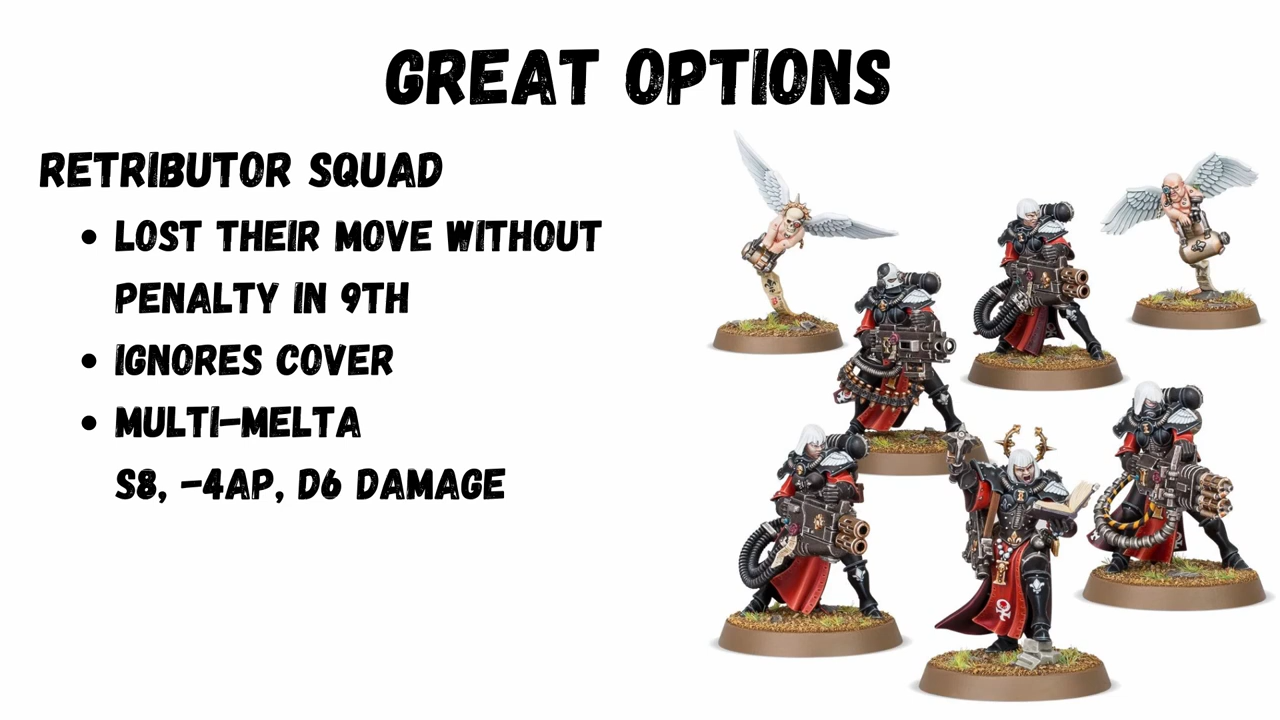 GREAT OPTIONS
RETRIBUTOR SQUAD
• LOST THEIR MOVE WITHOUT
PENALTY IN 9TH
• IGNORES COVER
• MULTI-MELTA
S8, -4AP, D6 DAMAGE